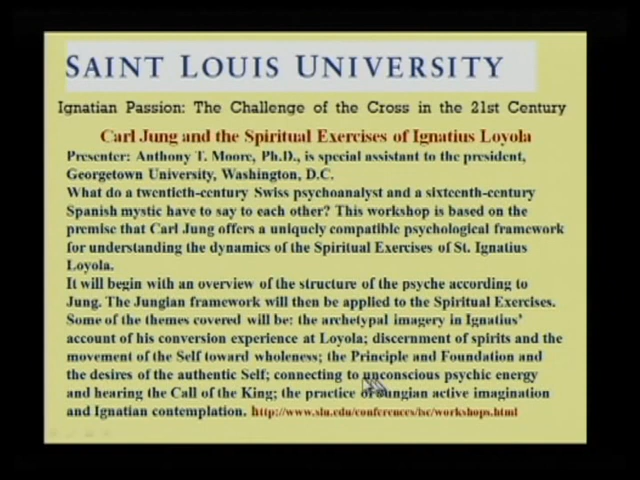 SAINT LOUIS UNIVERSITY
Ignatian Passion: The Challenge of the Cross in the 21st Century
Carl Jung and the Spiritual Exercises of Ignatius Loyola
Presenter: Anthony T. Moore, Ph.D., is special assistant to the president,
Georgetown University, Washington, D.C.
What do a twentieth-century Swiss psychoanalyst and a sixteenth-century
Spanish mystic have to say to each other? This workshop is based on the
premise that Carl Jung offers a uniquely compatible psychological framework
for understanding the dynamics of the Spiritual Exercises of St. Ignatius
Loyola.
It will begin with an overview of the structure of the psyche according to
Jung. The Jungian framework will then be applied to the Spiritual Exercises.
Some of the themes covered will be: the archetypal imagery in Ignatius'
account of his conversion experience at Loyola; discernment of spirits and the
movement of the Self toward wholeness; the Principle and Foundation and
the desires of the authentic Self; connecting to unconscious psychic energy
and hearing the Call of the King; the practice of Jungian active imagination
and Ignatian contemplation. http://www.slu.edu/conferences/isc/workshops.html